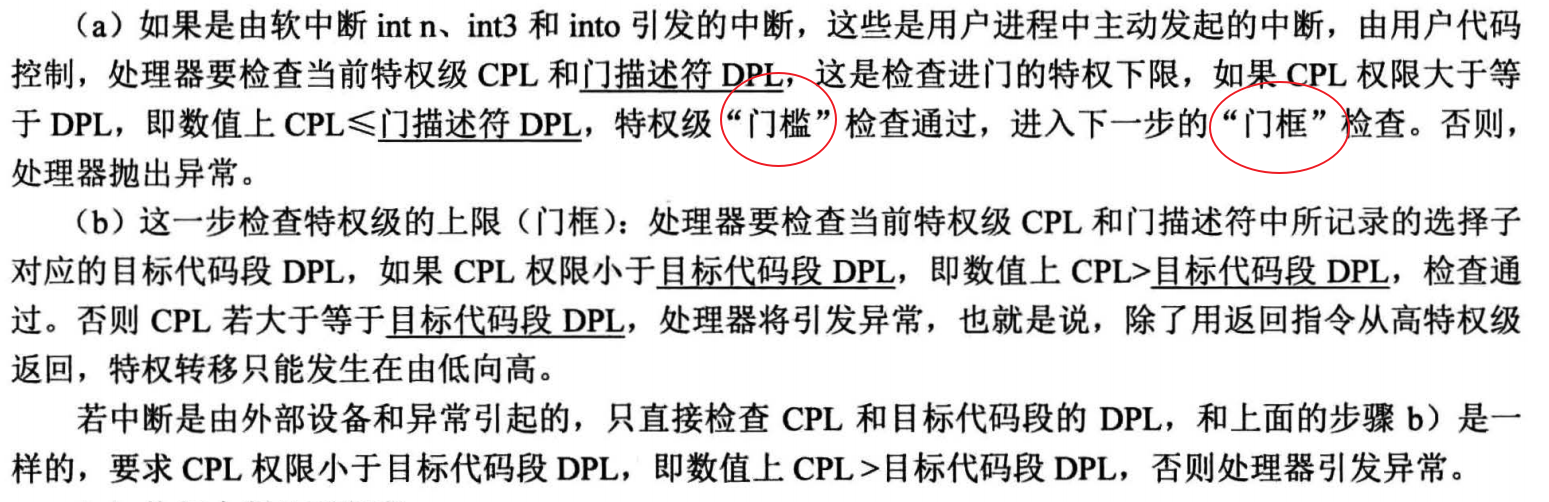 （a）如果是由软中断 int n、int3 和 into 引发的中断，这些是用户进程中主动发起的中断，由用户代码
控制，处理器要检查当前特权级 CPL 和门描述符 DPL，这是检查进门的特权下限，如果 CPL 权限大于等
于 DPL，即数值上 CPL≤门描述符 DPL，特权级“门槛”检查通过，进入下一步的“门框”检查。否则，
处理器抛出异常。
（b）这一步检查特权级的上限（门框）：处理器要检查当前特权级 CPL 和门描述符中所记录的选择子
对应的目标代码段 DPL，如果 CPL 权限小于目标代码段 DPL，即数值上 CPL>目标代码段 DPL，检查通
过。否则 CPL 若大于等于目标代码段 DPL，处理器将引发异常，也就是说，除了用返回指令从高特权级
返回，特权转移只能发生在由低向高。
若中断是由外部设备和异常引起的，只直接检查 CPL 和目标代码段的 DPL，和上面的步骤 b）是一
样的，要求 CPL 权限小于目标代码段 DPL，即数值上 CPL >目标代码段 DPL，否则处理器引发异常。